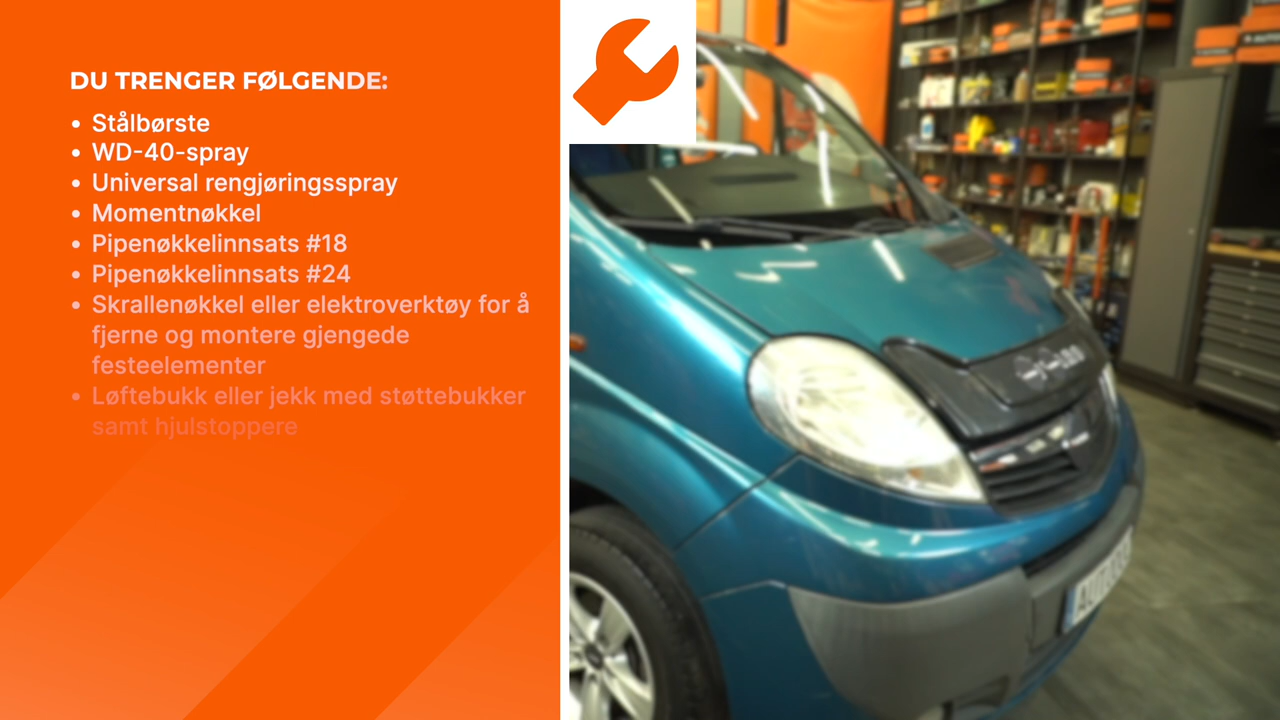 DU TRENGER FØLGENDE:
• Stålbørste
• WD-40-spray
• Universal rengjøringsspray
• Momentnøkkel
• Pipenøkkelinnsats #18
• Pipenøkkelinnsats #24
• Skrallenøkkel eller elektroverktøy for å
fjerne og montere gjengede
festeelementer
• Løftebukk eller jekk med støttebukker
samt hjulstoppere